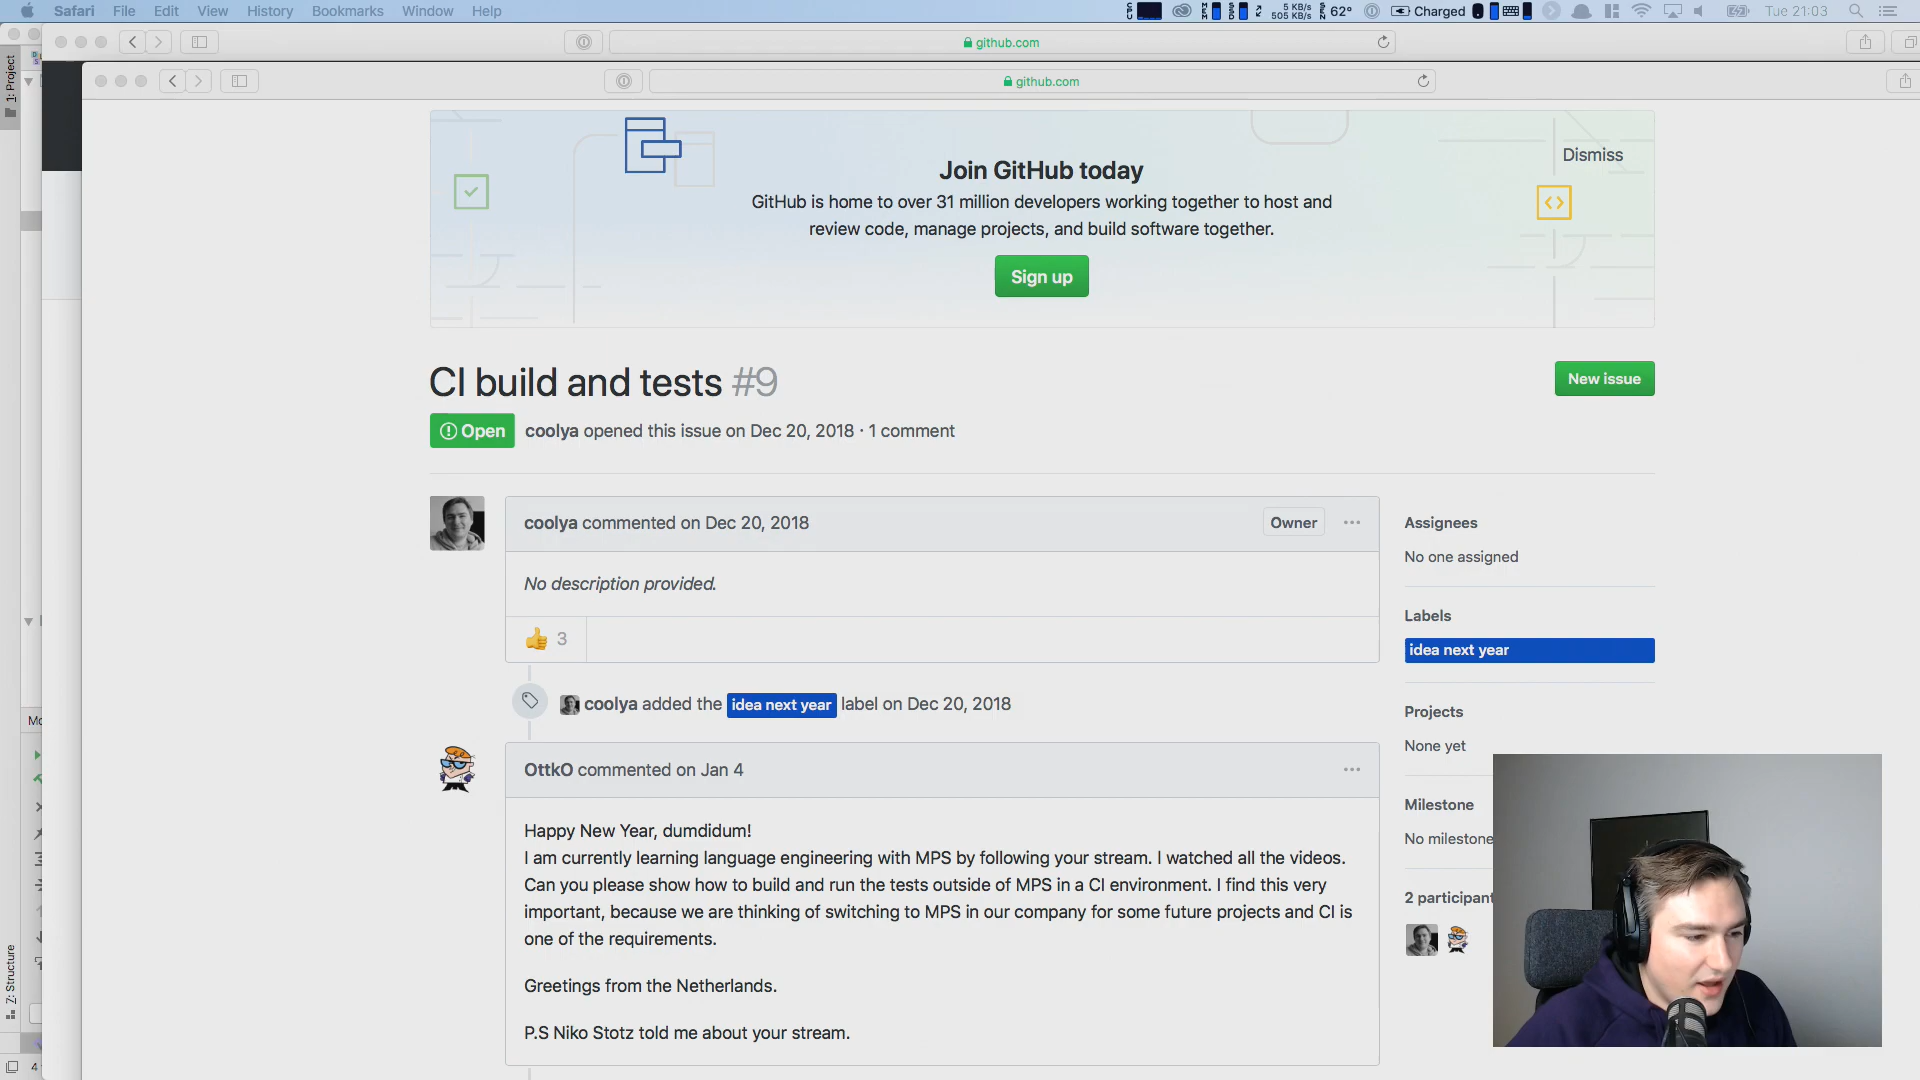 Safari File Edit View History Bookmarks Window Help
5 KB/s
505 KB/s
62°
Charged
Tue 21:03
github.com
github.com
1: Project
Join GitHub today
Dismiss
GitHub is home to over 31 million developers working together to host and
review code, manage projects, and build software together.
Sign up
CI build and tests #9
New issue
Open
coolya opened this issue on Dec 20, 2018 · 1 comment
coolya commented on Dec 20, 2018
Owner
No description provided.
3
coolya added the idea next year label on Dec 20, 2018
OttkO commented on Jan 4
Happy New Year, dumdidum!
I am currently learning language engineering with MPS by following your stream. I watched all the videos.
Can you please show how to build and run the tests outside of MPS in a CI environment. I find this very
important, because we are thinking of switching to MPS in our company for some future projects and CI is
one of the requirements.
Greetings from the Netherlands.
P.S Niko Stotz told me about your stream.
Assignees
No one assigned
Labels
idea next year
Projects
None yet
Milestone
No milestone
2 participant
Mo
Z: Structure
4